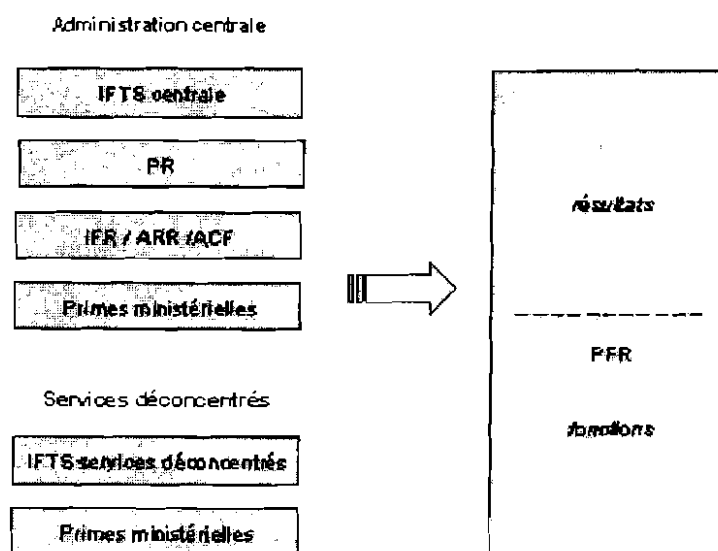 Administration centrale
IFTS centrale
PR
IFR / ARR /ACF
Primes ministérielles
Services déconcentrés
IFTS services déconcentrés
Primes ministérielles
résultats
PFR
fonctions